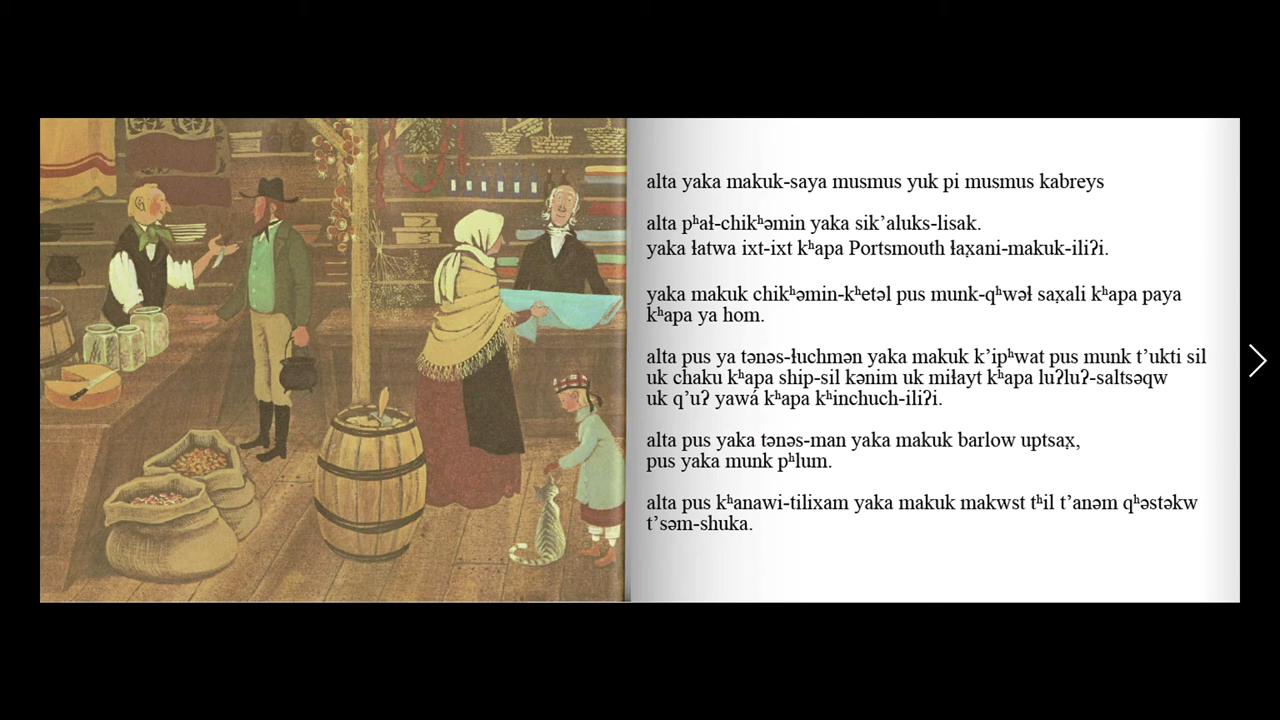 alta yaka makuk-saya musmus yuk pi musmus kabreys
alta pʰał-chikʰəmin yaka sik’aluks-lisak.
yaka łatwa ixt-ixt kʰapa Portsmouth łax̣ani-makuk-iliʔi.
yaka makuk chikʰəmin-kʰetəl pus munk-qʰwəł sax̣ali kʰapa paya
kʰapa ya hom.
alta pus ya tənəs-łuchmən yaka makuk k’ipʰwat pus munk t’ukti sil
uk chaku kʰapa ship-sil kənim uk miłayt kʰapa luʔluʔ-saltsəqw
uk q’uʔ yawá kʰapa kʰinchuch-iliʔi.
alta pus yaka tənəs-man yaka makuk barlow uptsax̣,
pus yaka munk pʰlum.
alta pus kʰanawi-tilixam yaka makuk makwst tʰil t’anəm qʰəstəkw
t’səm-shuka.